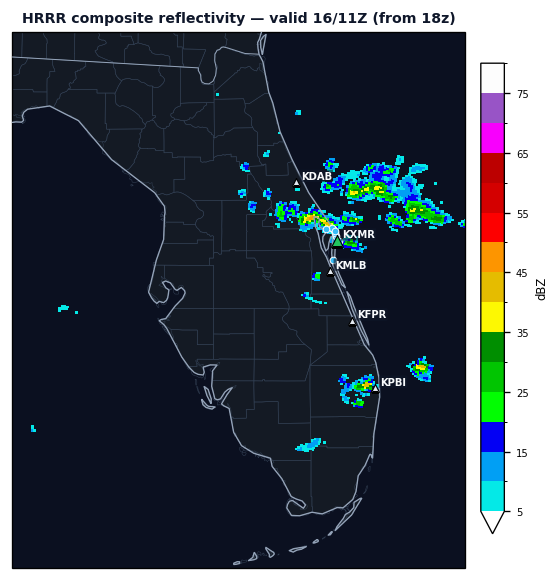 HRRR composite reflectivity — valid 16/11Z (from 18z)
75
65
55
45
35
25
15
5
dBZ
KDAB
KXMR
KMLB
KFPR
KPBI